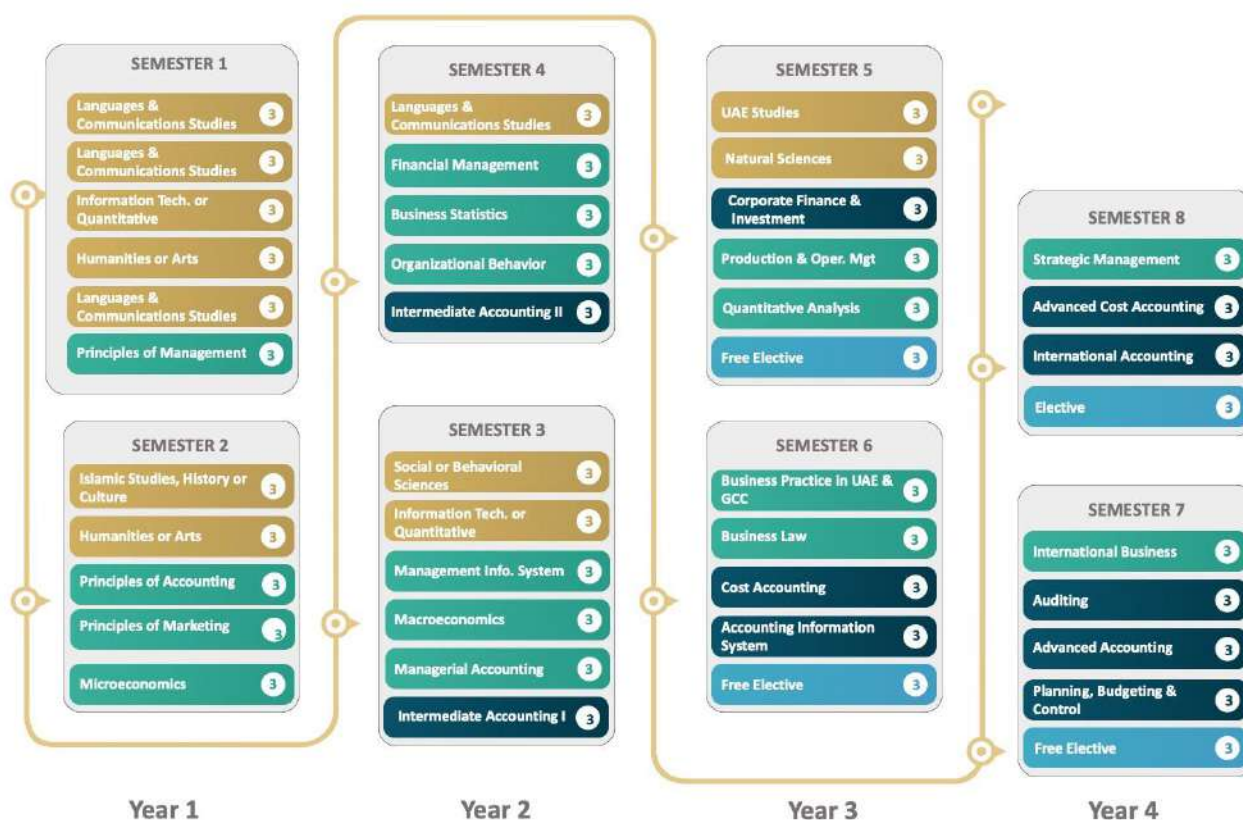 SEMESTER 1
Languages &
Communications Studies 3
Languages &
Communications Studies 3
Information Tech. or
Quantitative 3
Humanities or Arts 3
Languages &
Communications Studies 3
Principles of Management 3
SEMESTER 2
Islamic Studies, History or
Culture 3
Humanities or Arts 3
Principles of Accounting 3
Principles of Marketing 3
Microeconomics 3
Year 1
SEMESTER 4
Languages &
Communications Studies 3
Financial Management 3
Business Statistics 3
Organizational Behavior 3
Intermediate Accounting II 3
SEMESTER 3
Social or Behavioral
Sciences 3
Information Tech. or
Quantitative 3
Management Info. System 3
Macroeconomics 3
Managerial Accounting 3
Intermediate Accounting I 3
Year 2
SEMESTER 5
UAE Studies 3
Natural Sciences 3
Corporate Finance &
Investment 3
Production & Oper. Mgt 3
Quantitative Analysis 3
Free Elective 3
SEMESTER 6
Business Practice in UAE &
GCC 3
Business Law 3
Cost Accounting 3
Accounting Information
System 3
Free Elective 3
Year 3
SEMESTER 8
Strategic Management 3
Advanced Cost Accounting 3
International Accounting 3
Elective 3
SEMESTER 7
International Business 3
Auditing 3
Advanced Accounting 3
Planning, Budgeting &
Control 3
Free Elective 3
Year 4